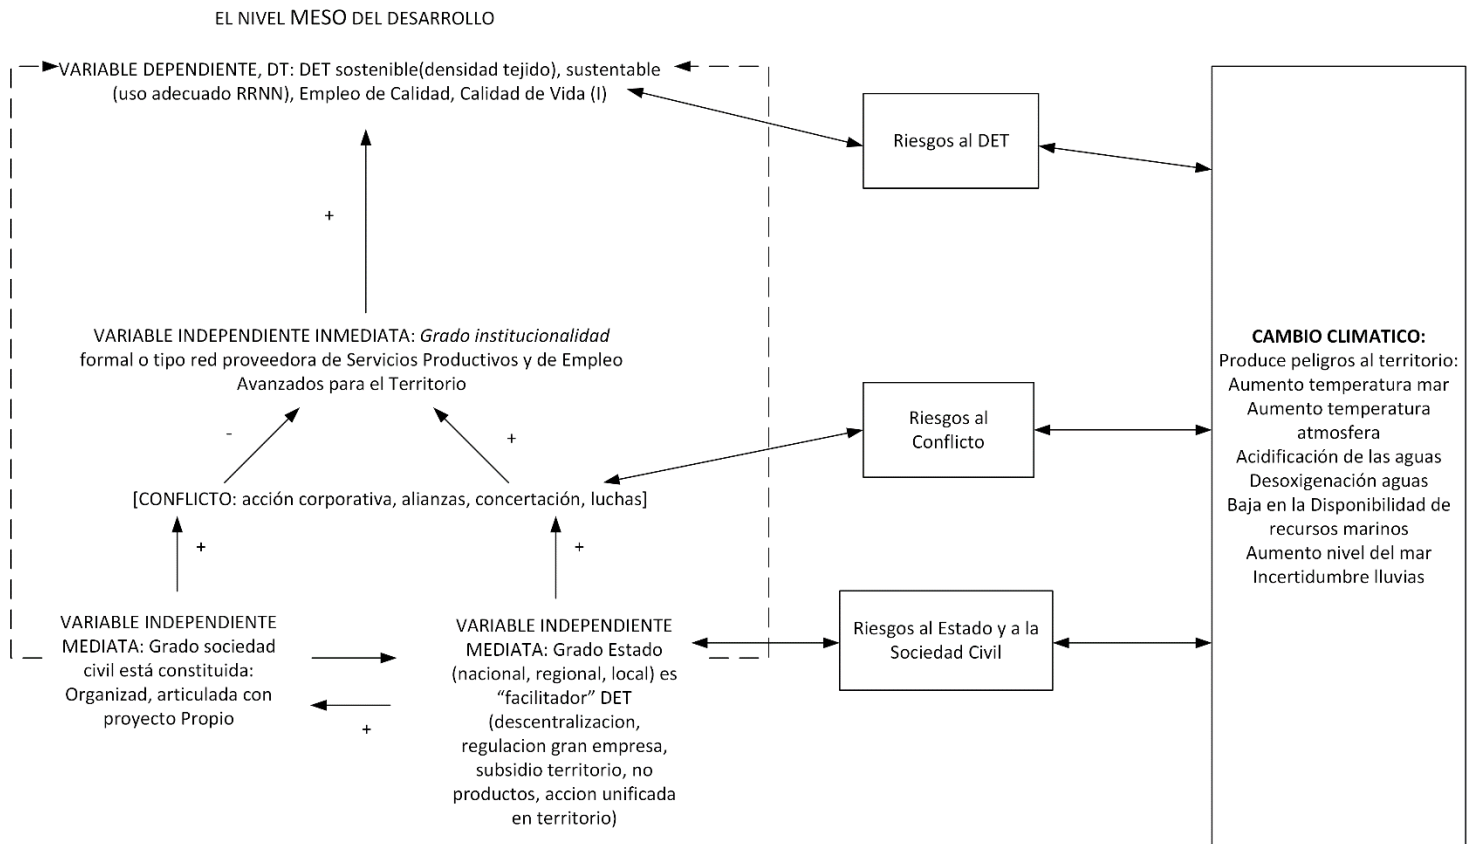 EL NIVEL MESO DEL DESARROLLO
VARIABLE DEPENDIENTE, DT: DET sostenible(densidad tejido), sustentable
(uso adecuado RRNN), Empleo de Calidad, Calidad de Vida (I)
Riesgos al DET
+
VARIABLE INDEPENDIENTE INMEDIATA: Grado institucionalidad
formal o tipo red proveedora de Servicios Productivos y de Empleo
Avanzados para el Territorio
-
+
Riesgos al
Conflicto
[CONFLICTO: acción corporativa, alianzas, concertación, luchas]
+
+
VARIABLE INDEPENDIENTE
MEDIATA: Grado sociedad
civil está constituida:
Organizad, articulada con
proyecto Propio
+
VARIABLE INDEPENDIENTE
MEDIATA: Grado Estado
(nacional, regional, local) es
“facilitador” DET
(descentralizacion,
regulacion gran empresa,
subsidio territorio, no
productos, accion unificada
en territorio)
Riesgos al Estado y a la
Sociedad Civil
CAMBIO CLIMATICO:
Produce peligros al territorio:
Aumento temperatura mar
Aumento temperatura
atmosfera
Acidificación de las aguas
Desoxigenación aguas
Baja en la Disponibilidad de
recursos marinos
Aumento nivel del mar
Incertidumbre lluvias